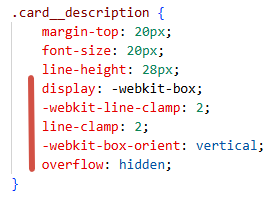 .card__description {
margin-top: 20px;
font-size: 20px;
line-height: 28px;
display: -webkit-box;
-webkit-line-clamp: 2;
line-clamp: 2;
-webkit-box-orient: vertical;
overflow: hidden;
}